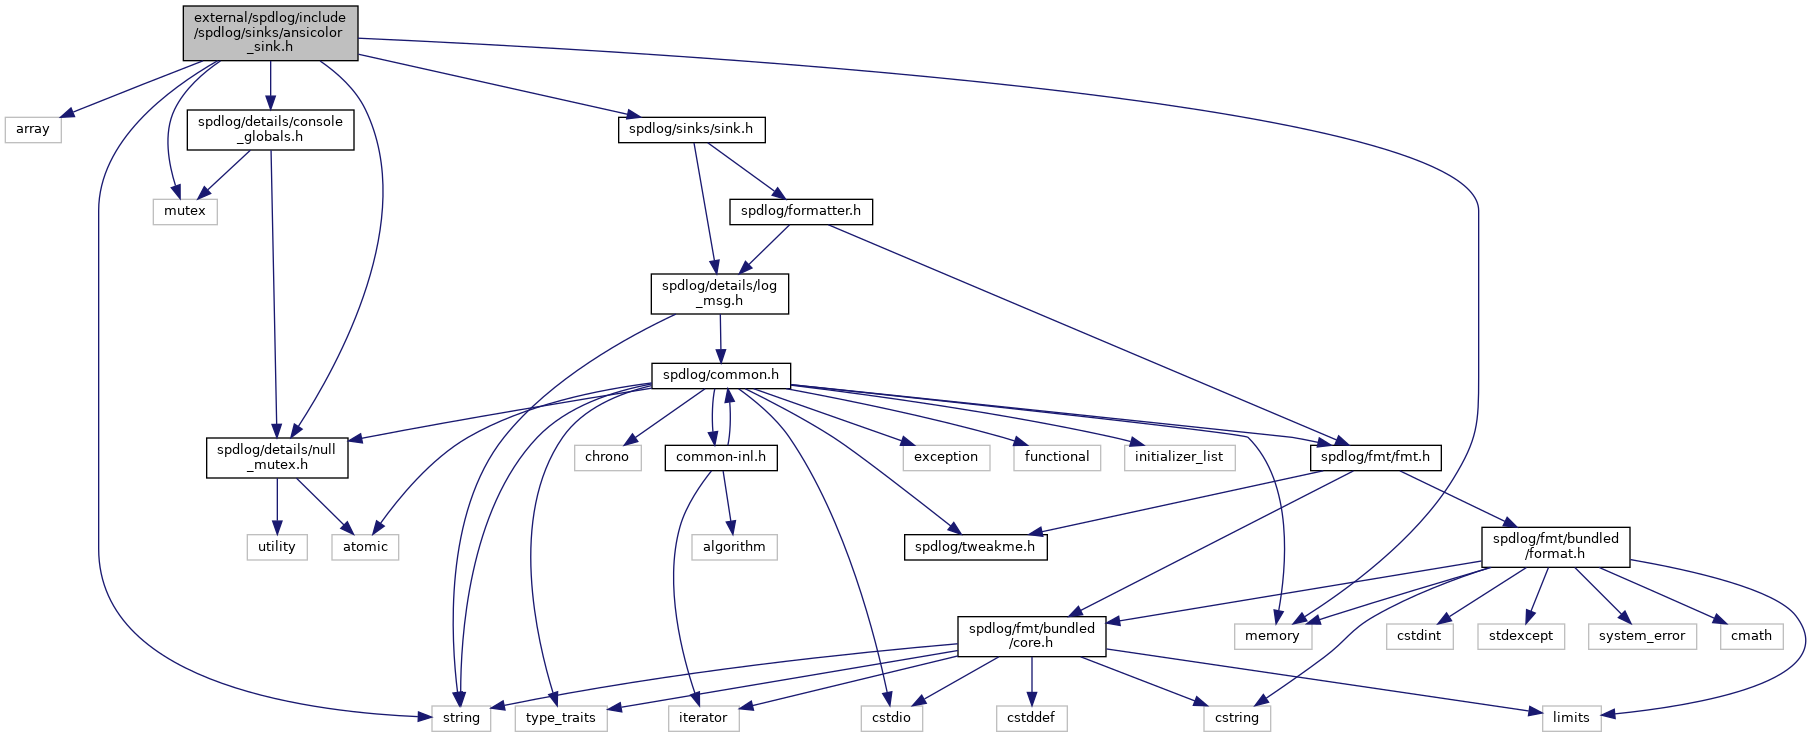 external/spdlog/include
/spdlog/sinks/ansicolor
_sink.h
array
spdlog/details/console
_globals.h
spdlog/sinks/sink.h
mutex
spdlog/formatter.h
spdlog/details/log
_msg.h
spdlog/common.h
spdlog/details/null
_mutex.h
chrono
common-inl.h
exception
functional
initializer_list
spdlog/fmt/fmt.h
utility
atomic
algorithm
spdlog/tweakme.h
spdlog/fmt/bundled
/format.h
spdlog/fmt/bundled
/core.h
memory
cstdint
stdexcept
system_error
cmath
string
type_traits
iterator
cstdio
cstddef
cstring
limits